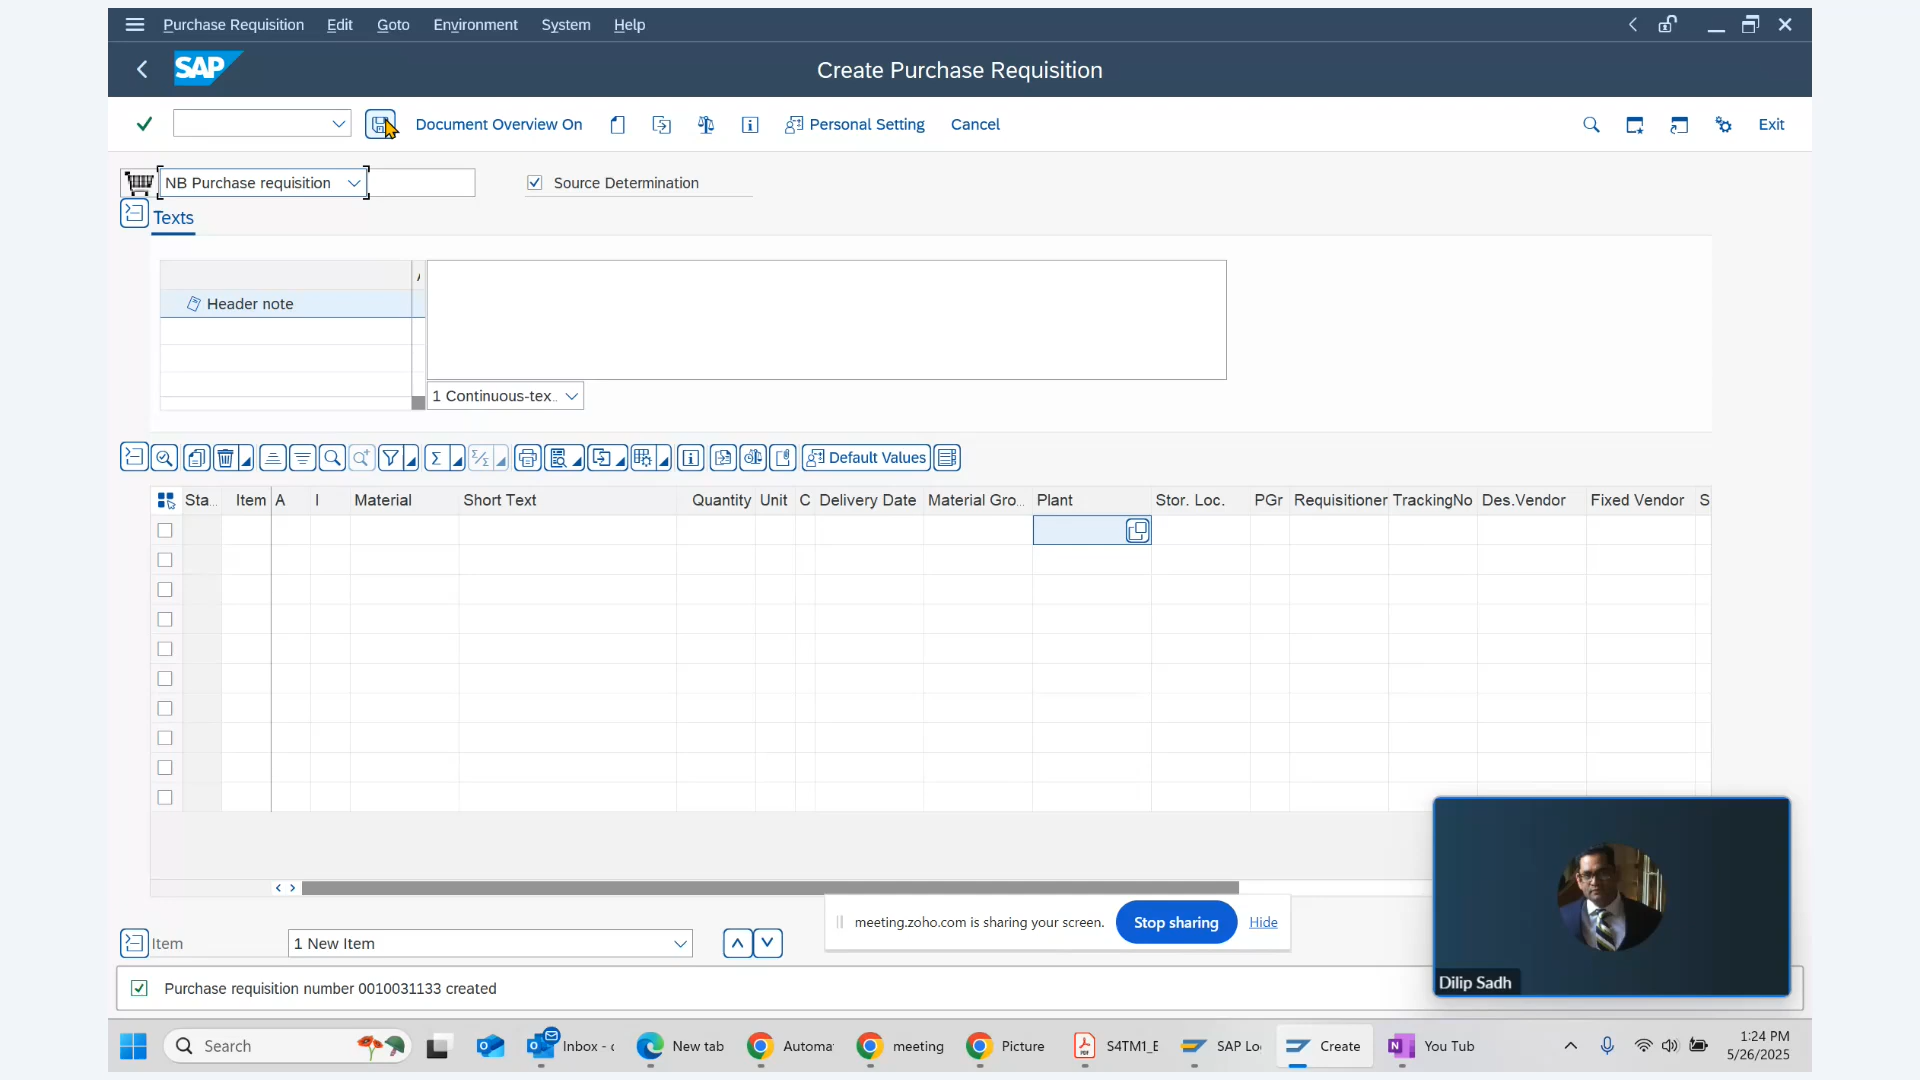 Purchase Requisition Edit Goto Environment System Help
SAP Create Purchase Requisition
Document Overview On Personal Setting Cancel Exit
NB Purchase requisition Source Determination
Texts
Header note
1 Continuous-tex..
Default Values
Sta.. Item A I Material Short Text Quantity Unit C Delivery Date Material Gro.. Plant Stor. Loc. PGr Requisitioner TrackingNo Des.Vendor Fixed Vendor S
meeting.zoho.com is sharing your screen. Stop sharing Hide
Item 1 New Item
Dilip Sadh
Purchase requisition number 0010031133 created
Search Inbox - New tab Automa meeting Picture S4TM1_E SAP Lo Create You Tub 1:24 PM
5/26/2025